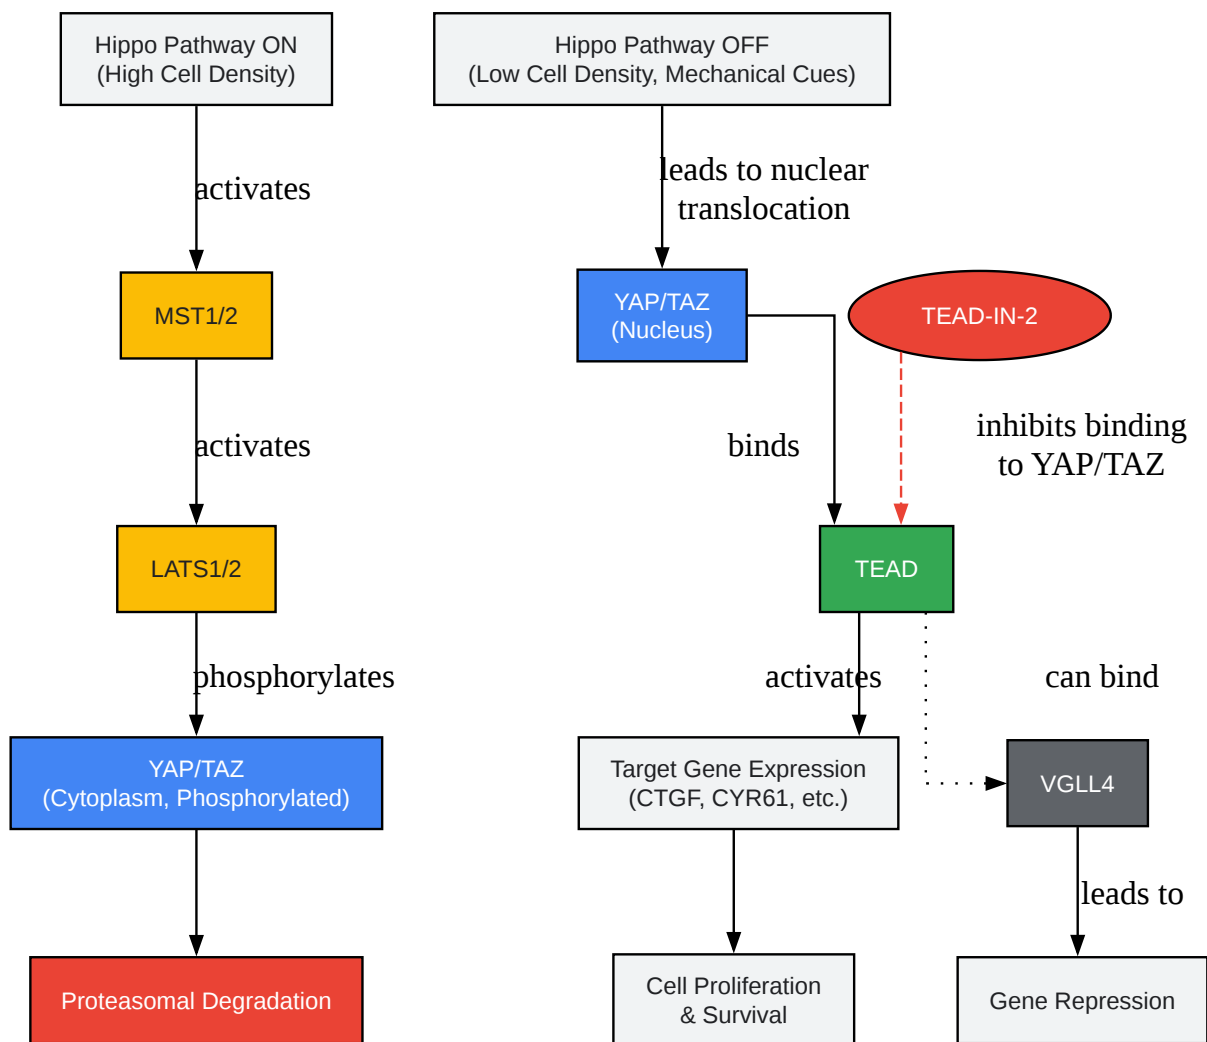 Hippo Pathway ON
(High Cell Density)
Hippo Pathway OFF
(Low Cell Density, Mechanical Cues)
activates
leads to nuclear
translocation
MST1/2
YAP/TAZ
(Nucleus)
TEAD-IN-2
activates
binds
inhibits binding
to YAP/TAZ
LATS1/2
TEAD
phosphorylates
activates
can bind
YAP/TAZ
(Cytoplasm, Phosphorylated)
Target Gene Expression
(CTGF, CYR61, etc.)
VGLL4
leads to
Proteasomal Degradation
Cell Proliferation
& Survival
Gene Repression